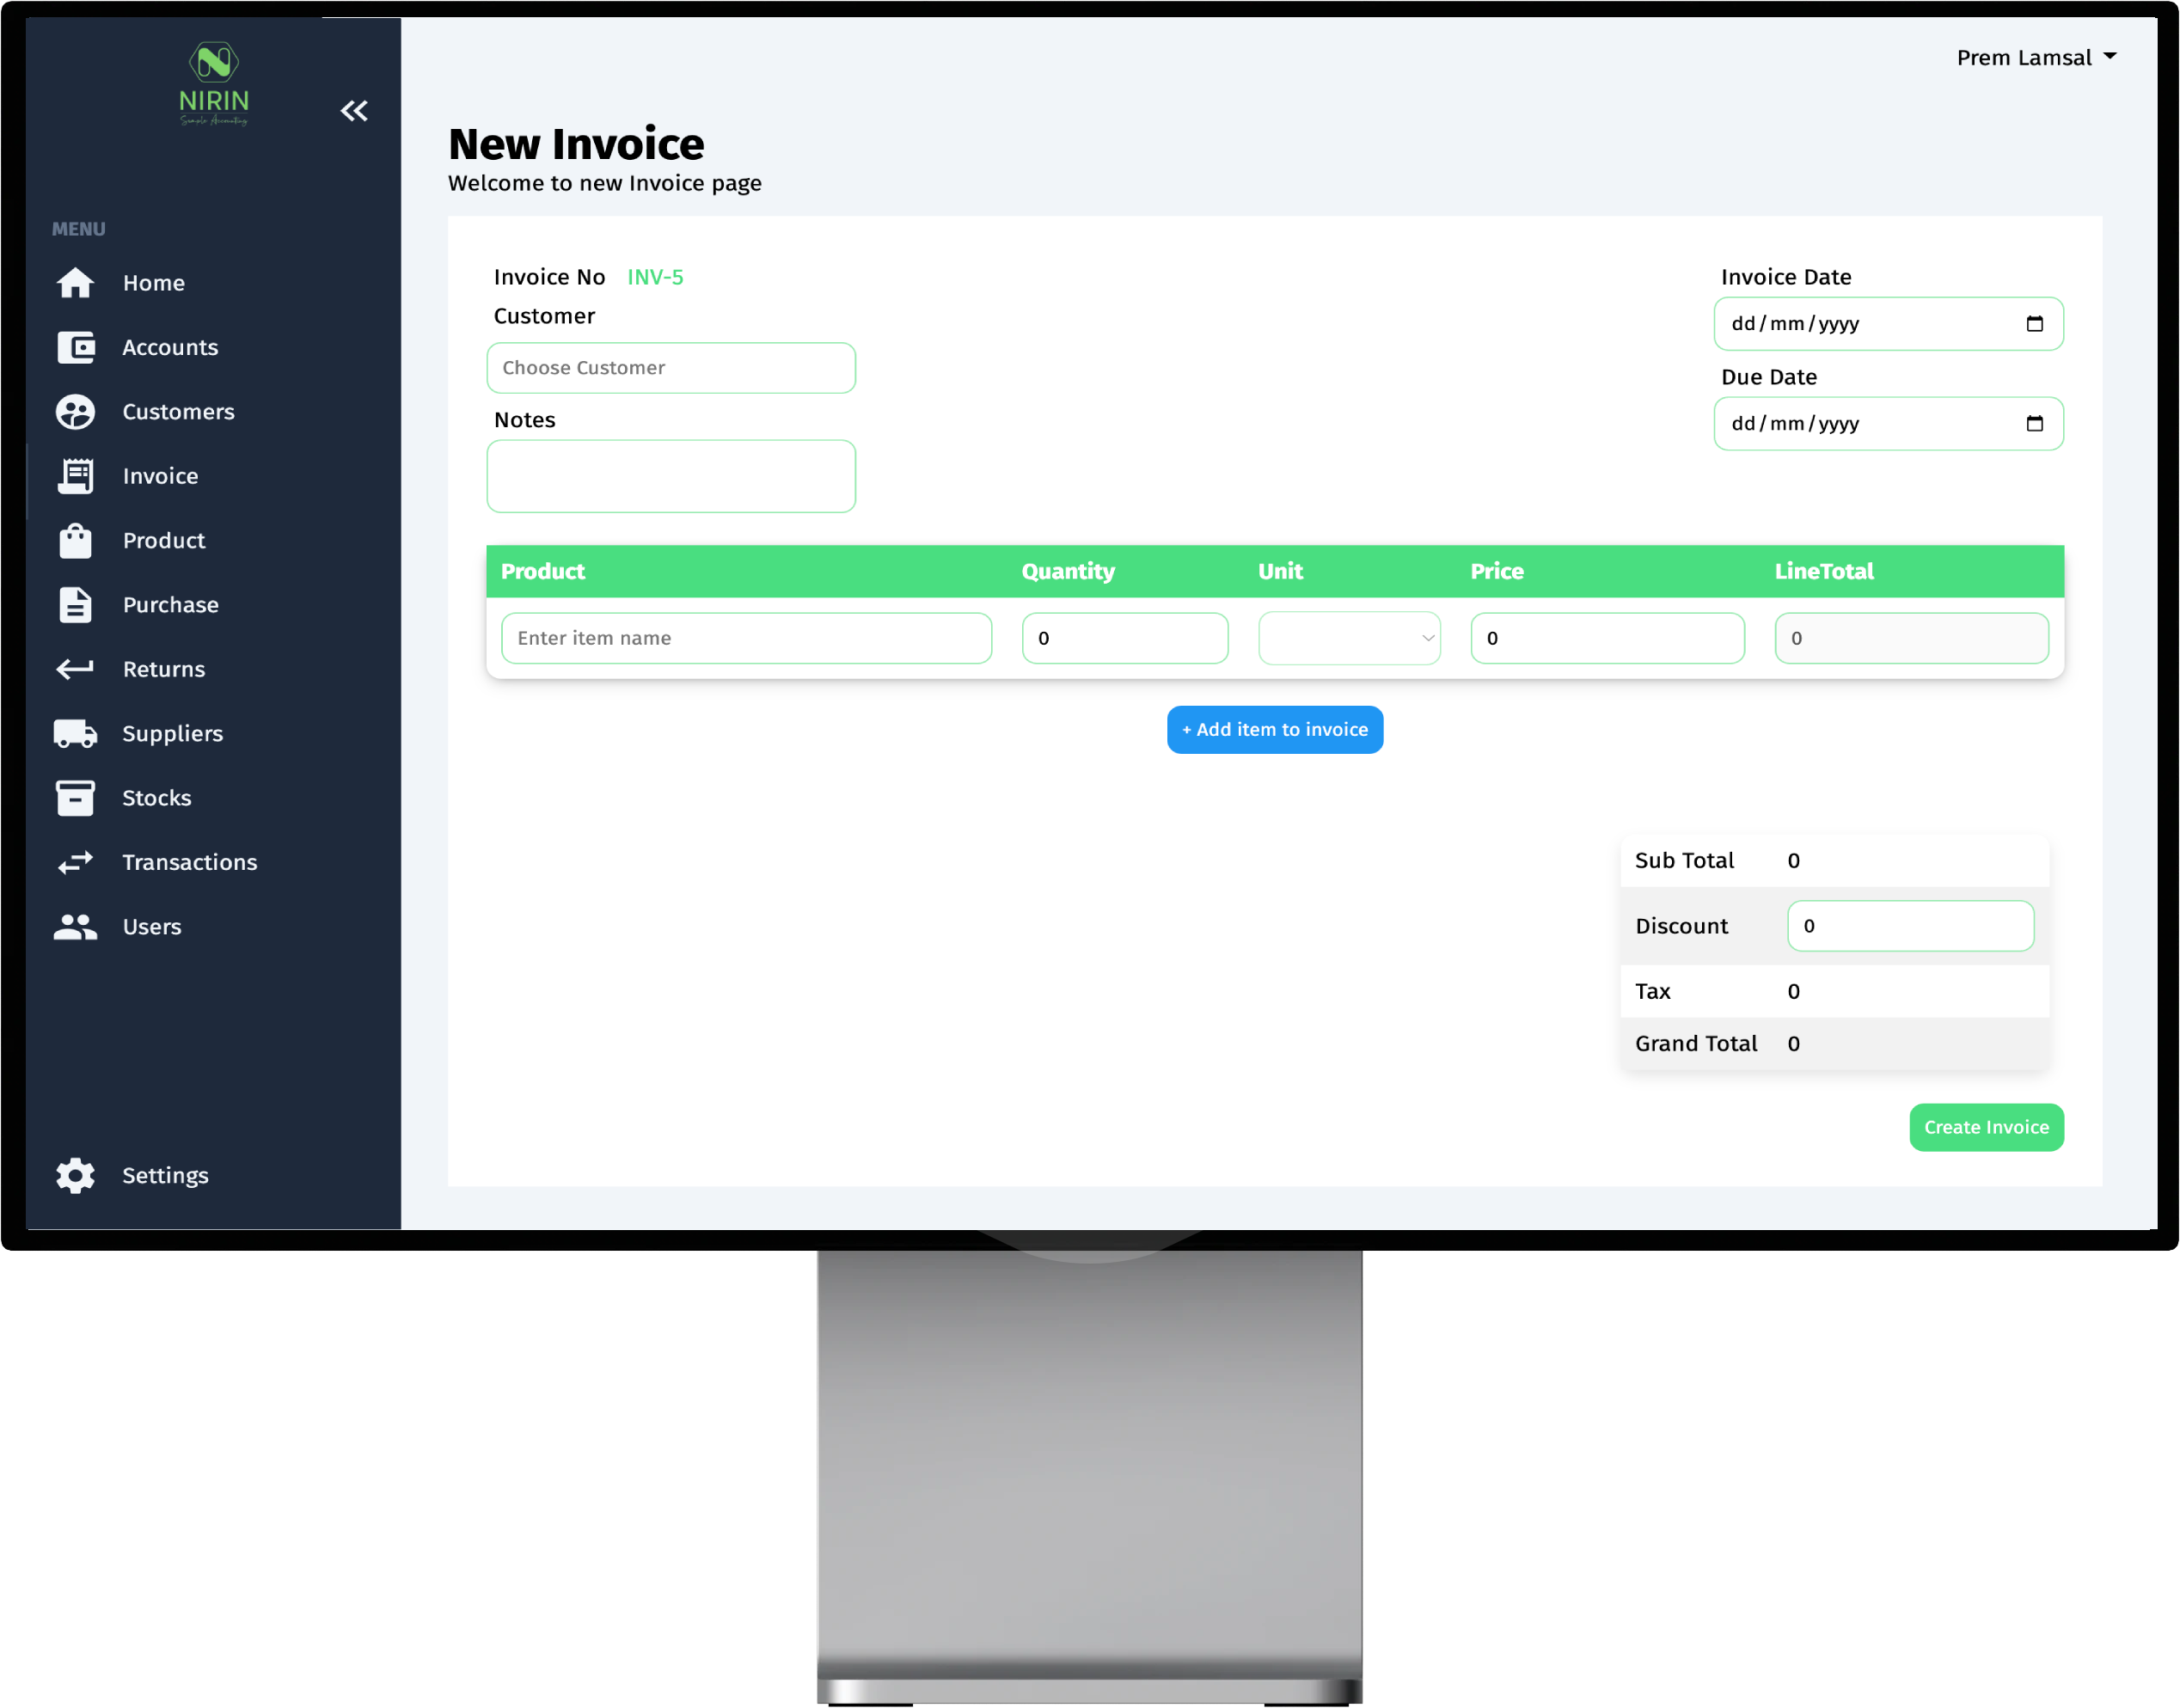 NIRIN
Simple Accounting
MENU
Home
Accounts
Customers
Invoice
Product
Purchase
Returns
Suppliers
Stocks
Transactions
Users
Settings
Prem Lamsal
New Invoice
Welcome to new Invoice page
Invoice No INV-5
Customer
Choose Customer
Notes
Invoice Date
dd/mm/yyyy
Due Date
dd/mm/yyyy
Product Quantity Unit Price LineTotal
Enter item name 0 0 0
+ Add item to invoice
Sub Total 0
Discount 0
Tax 0
Grand Total 0
Create Invoice